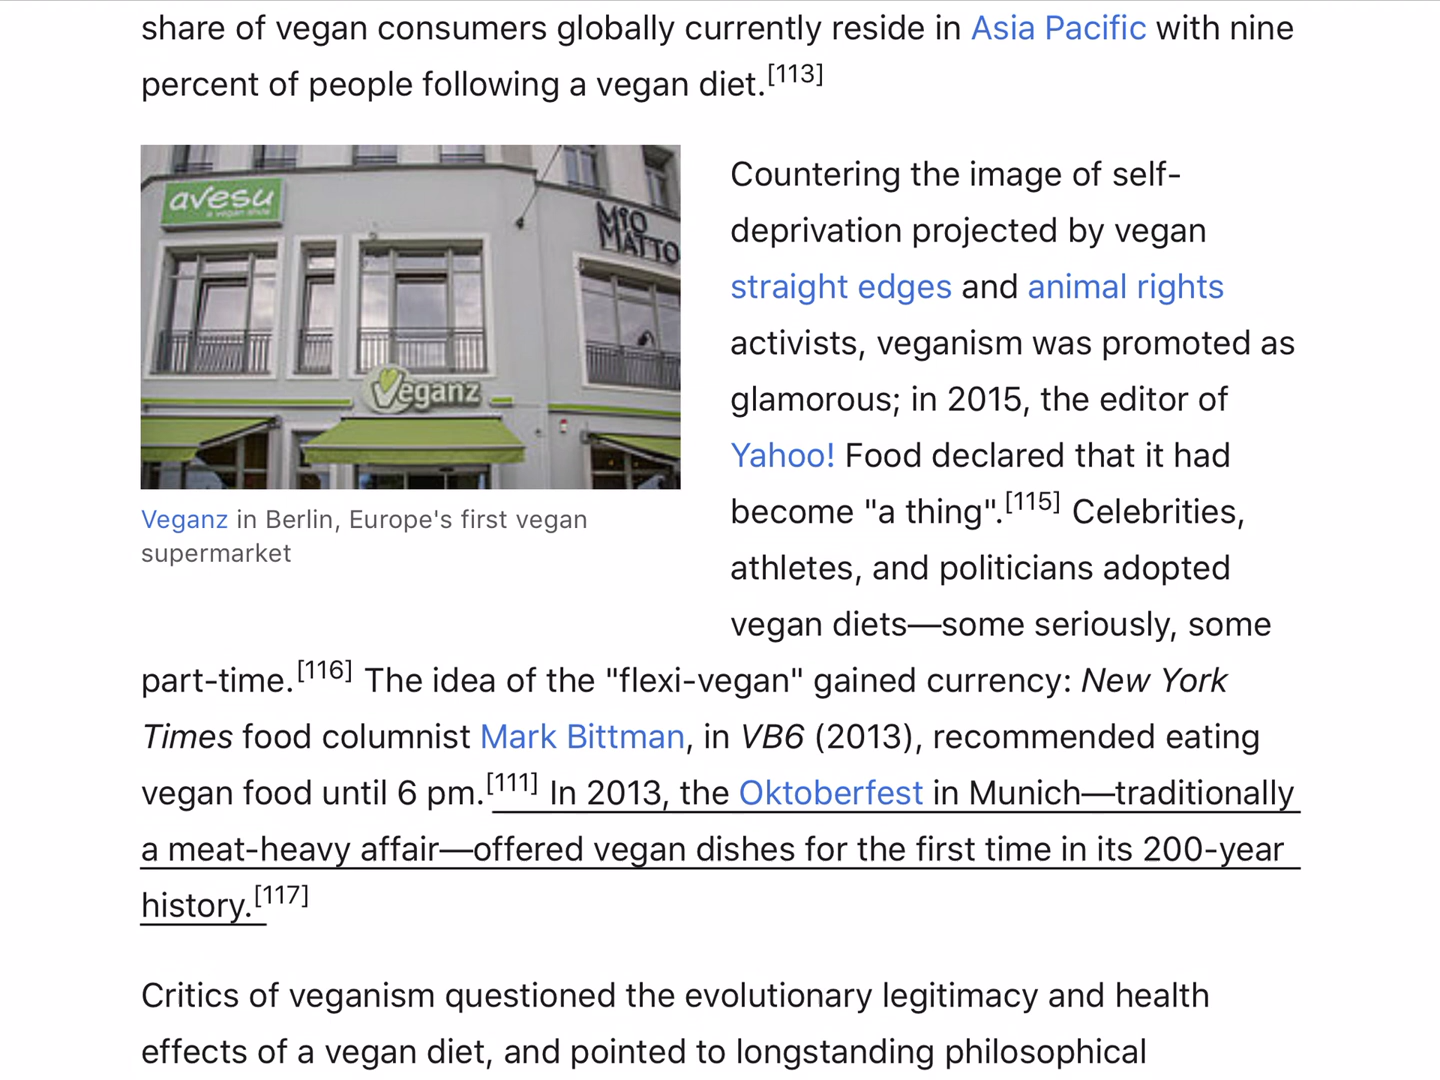 share of vegan consumers globally currently reside in Asia Pacific with nine
percent of people following a vegan diet.[113]
avesu
a vegan shoe
MIO
MATTO
Veganz
Veganz in Berlin, Europe's first vegan
supermarket
Countering the image of self-
deprivation projected by vegan
straight edges and animal rights
activists, veganism was promoted as
glamorous; in 2015, the editor of
Yahoo! Food declared that it had
become "a thing".[115] Celebrities,
athletes, and politicians adopted
vegan diets—some seriously, some
part-time.[116] The idea of the "flexi-vegan" gained currency: New York
Times food columnist Mark Bittman, in VB6 (2013), recommended eating
vegan food until 6 pm.[111] In 2013, the Oktoberfest in Munich—traditionally
a meat-heavy affair—offered vegan dishes for the first time in its 200-year
history.[117]
Critics of veganism questioned the evolutionary legitimacy and health
effects of a vegan diet, and pointed to longstanding philosophical